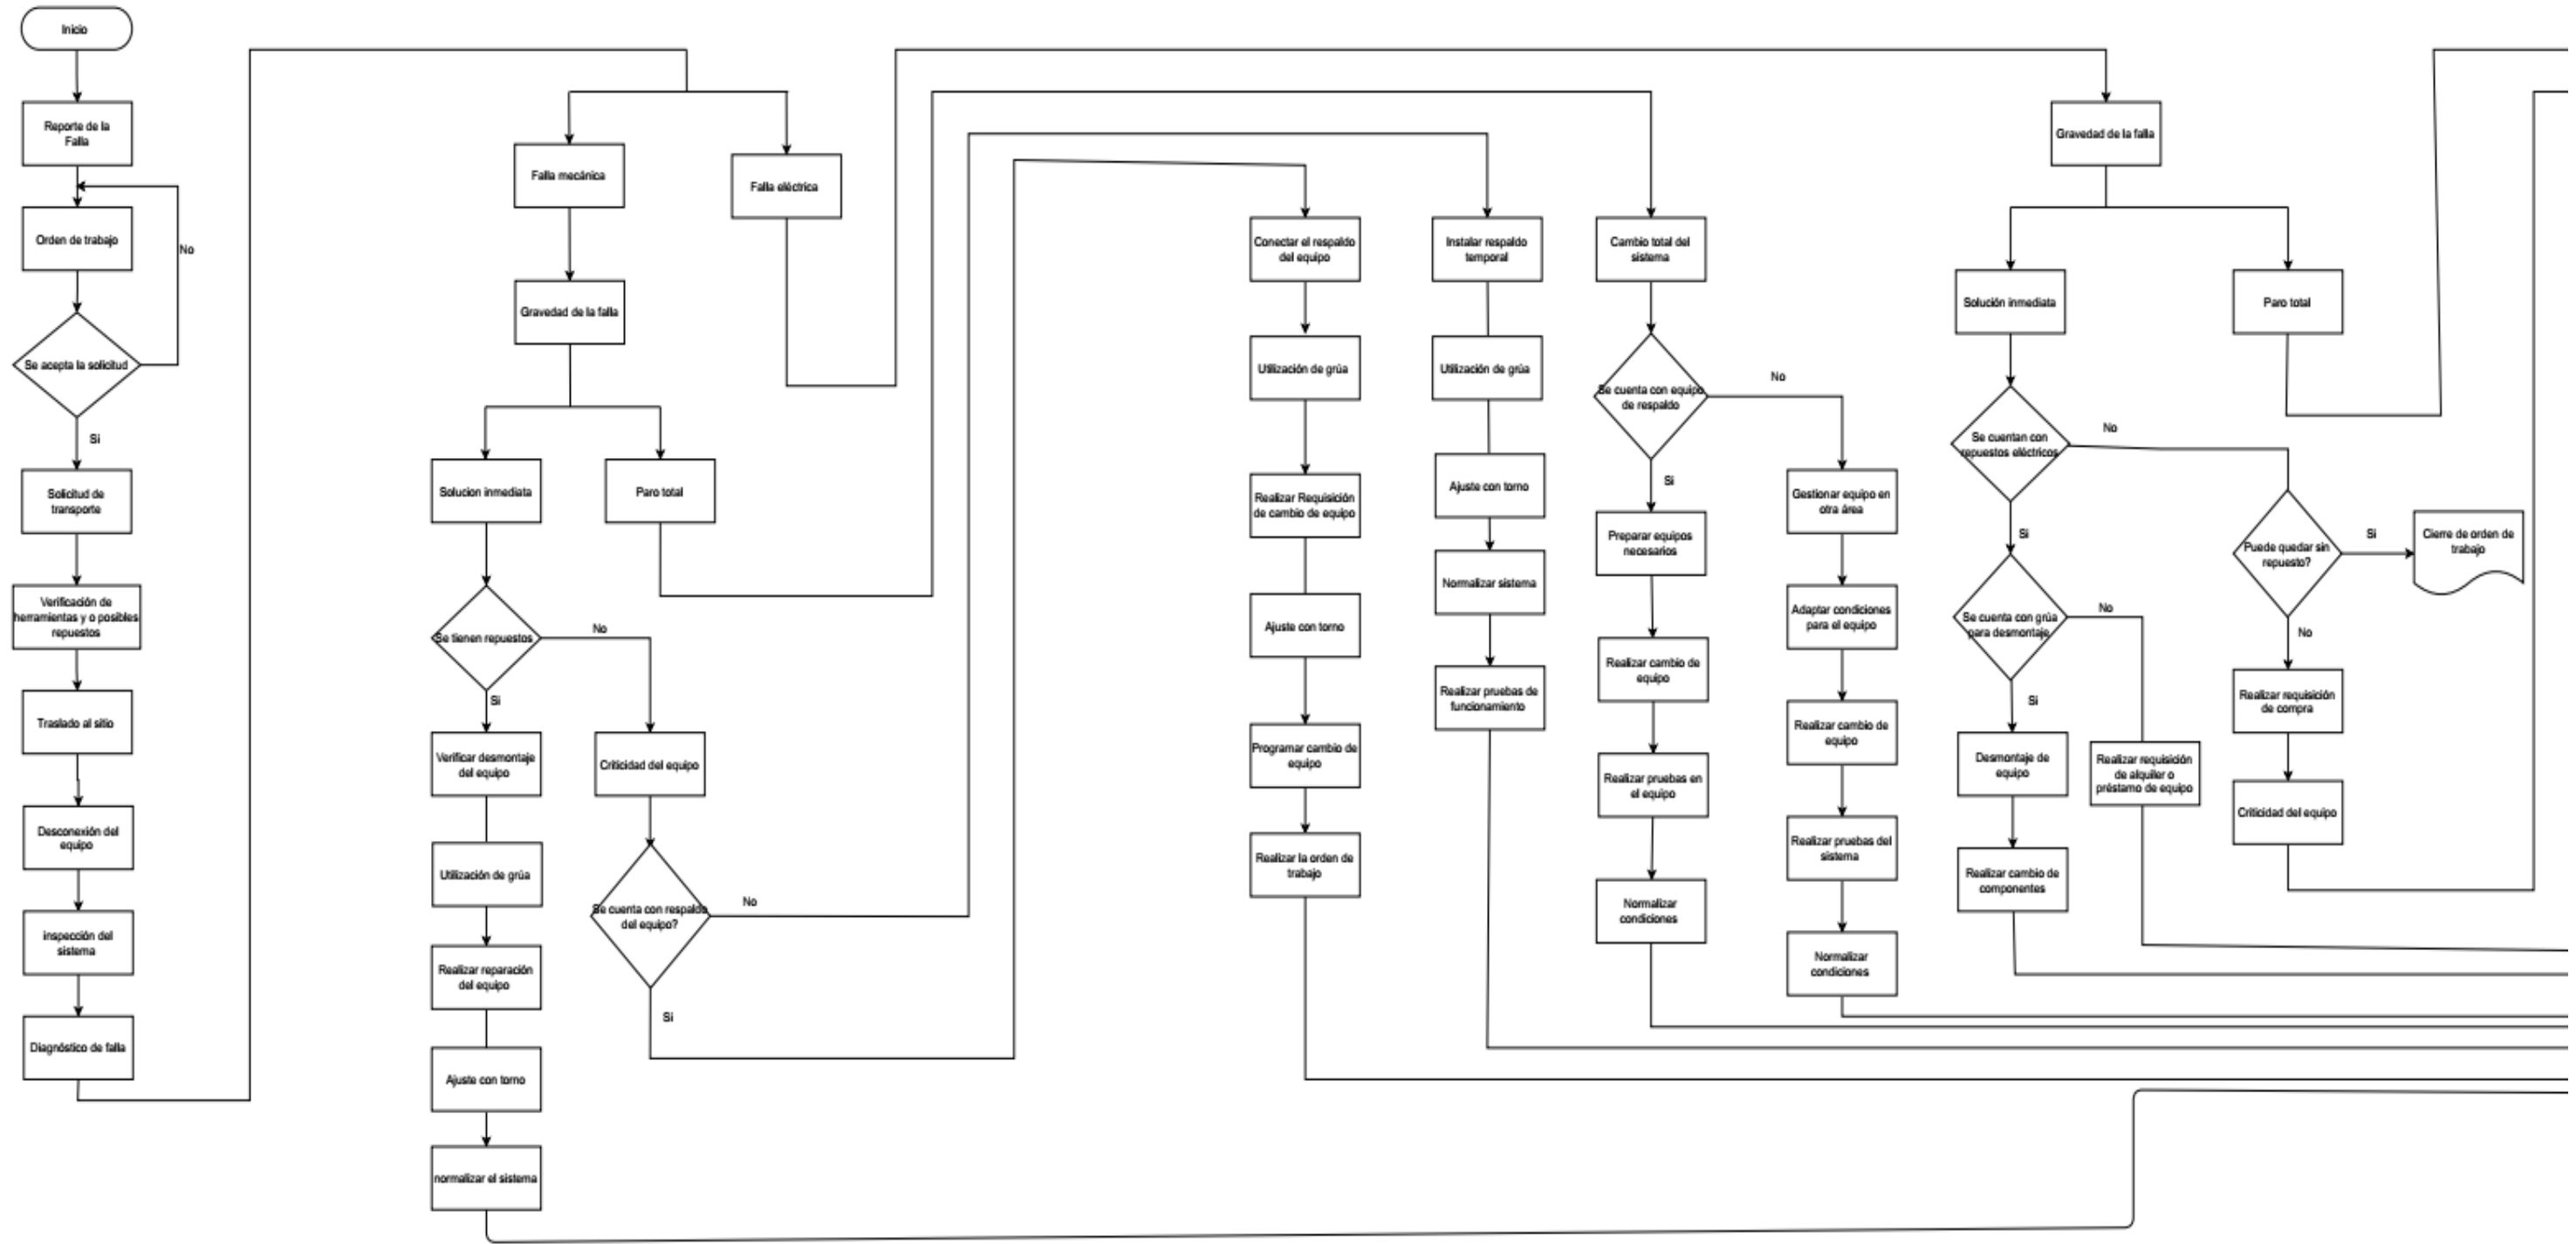 Inicio
Reporte de la
Falla
Orden de trabajo
No
Se acepta la solicitud
Si
Solicitud de
transporte
Verificación de
herramientas y o posibles
repuestos
Traslado al sitio
Desconexión del
equipo
inspección del
sistema
Diagnóstico de falla
Falla mecánica
Falla eléctrica
Gravedad de la falla
Solucion inmediata
Paro total
Se tienen repuestos
No
Si
Verificar desmontaje
del equipo
Utilización de grúa
Realizar reparación
del equipo
Ajuste con torno
normalizar el sistema
Criticidad del equipo
Se cuenta con respaldo
del equipo?
No
Si
Conectar el respaldo
del equipo
Utilización de grúa
Realizar Requisición
de cambio de equipo
Ajuste con torno
Programar cambio de
equipo
Realizar la orden de
trabajo
Instalar respaldo
temporal
Utilización de grúa
Ajuste con torno
Normalizar sistema
Realizar pruebas de
funcionamiento
Cambio total del
sistema
Se cuenta con equipo
de respaldo
No
Si
Preparar equipos
necesarios
Realizar cambio de
equipo
Realizar pruebas en
el equipo
Normalizar
condiciones
Gestionar equipo en
otra área
Adaptar condiciones
para el equipo
Realizar cambio de
equipo
Realizar pruebas del
sistema
Normalizar
condiciones
Gravedad de la falla
Solución inmediata
Paro total
Se cuentan con
repuestos eléctricos
No
Si
Se cuenta con grúa
para desmontaje
No
Si
Desmontaje de
equipo
Realizar cambio de
componentes
Realizar requisición
de alquiler o
préstamo de equipo
Puede quedar sin
repuesto?
Si
Cierre de orden de
trabajo
No
Realizar requisición
de compra
Criticidad del equipo